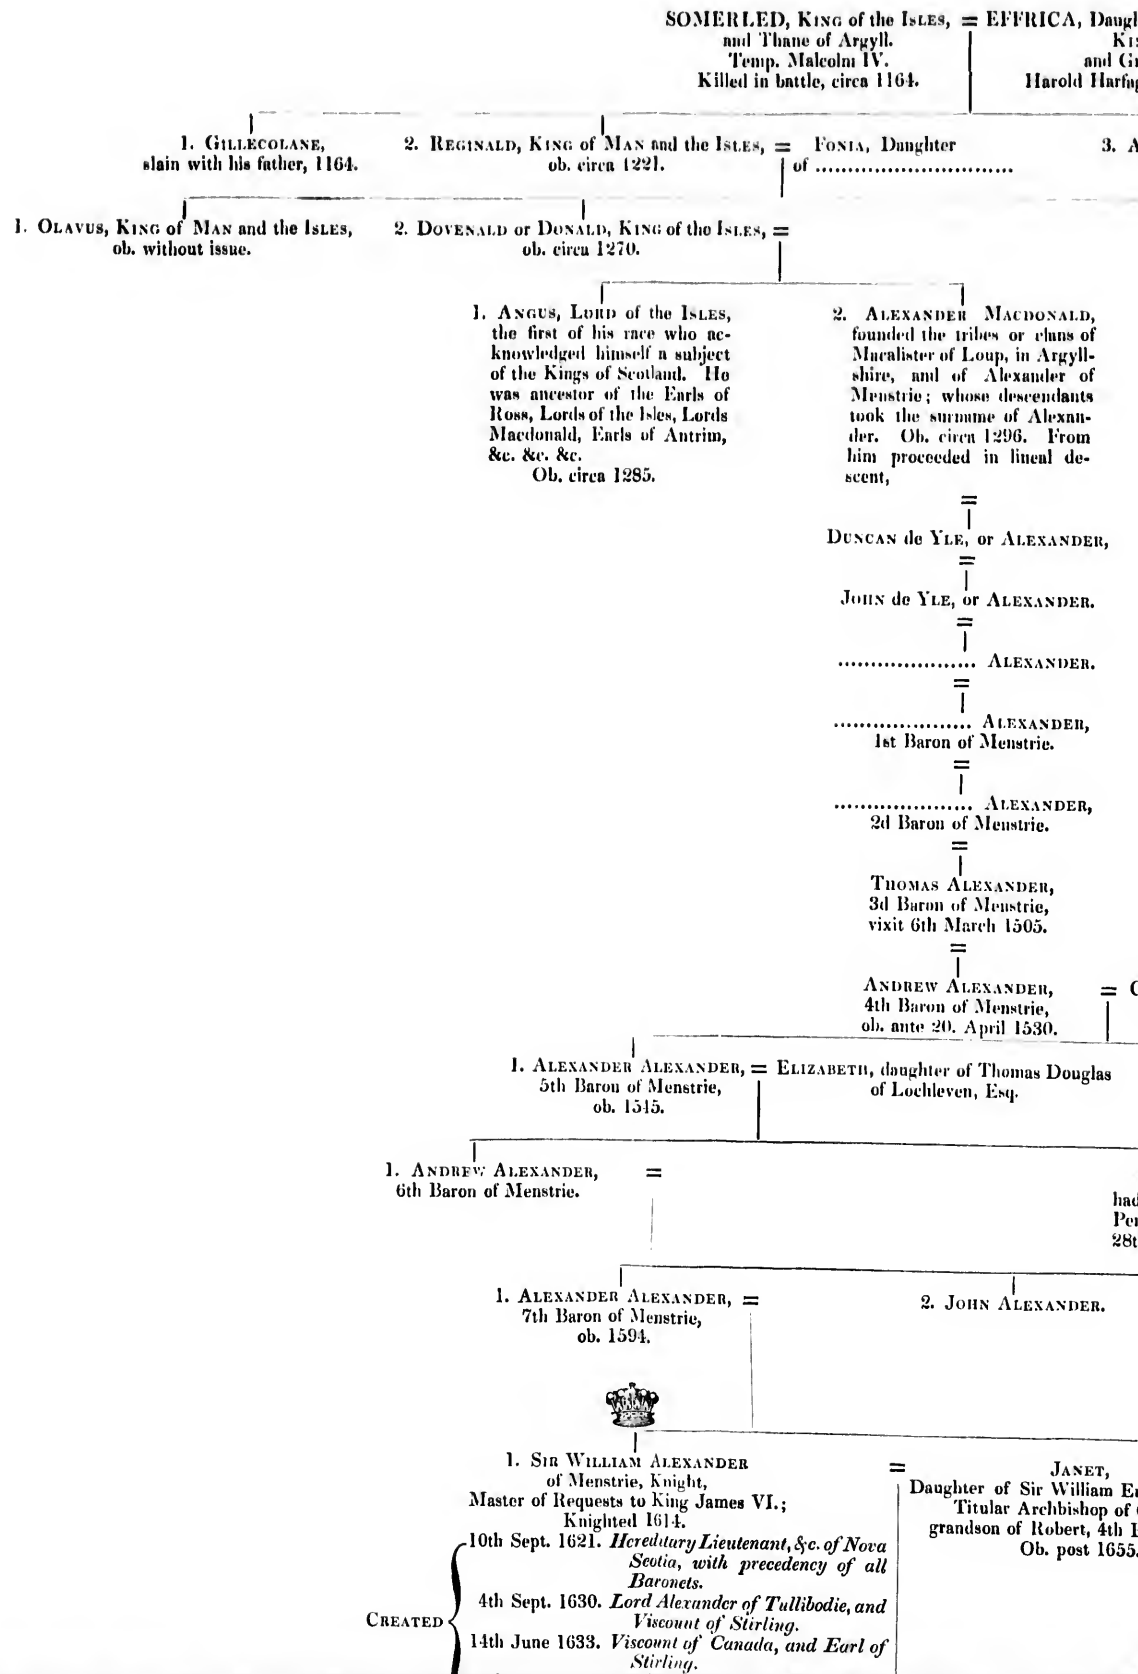 SOMERLED, KING of the ISLES, = EFFRICA, Daugh
and Thane of Argyll.
Temp. Malcolm IV.
and G
Killed in battle, circa 1164.
Harold Harfag
1. GILLECOLANE,
slain with his father, 1164.
2. REGINALD, KING of MAN and the ISLES, =
ob. circa 1221.
FONIA, Daughter
of ..............................
3. A
1. OLAVUS, KING of MAN and the ISLES,
ob. without issue.
2. DOVENALD or DONALD, KING of the ISLES, =
ob. circa 1270.
1. ANGUS, LORD of the ISLES,
the first of his race who ac-
knowledged himself a subject
of the Kings of Scotland. He
was ancestor of the Earls of
Ross, Lords of the Isles, Lords
Macdonald, Earls of Antrim,
&c. &c. &c.
Ob. circa 1285.
2. ALEXANDER MACDONALD,
founded the tribes or clans of
Macalister of Loup, in Argyll-
shire, and of Alexander of
Menstrie; whose descendants
took the surname of Alexan-
der. Ob. circa 1296. From
him proceeded in lineal de-
scent,
=
DUNCAN de YLE, or ALEXANDER,
=
JOHN de YLE, or ALEXANDER.
=
..................... ALEXANDER.
=
..................... ALEXANDER,
1st Baron of Menstrie.
=
..................... ALEXANDER,
2d Baron of Menstrie.
=
THOMAS ALEXANDER,
3d Baron of Menstrie,
vixit 6th March 1505.
=
ANDREW ALEXANDER, = C
4th Baron of Menstrie,
ob. ante 20. April 1530.
1. ALEXANDER ALEXANDER, = ELIZABETH, daughter of Thomas Douglas
5th Baron of Menstrie,
of Lochleven, Esq.
ob. 1545.
1. ANDREW ALEXANDER, =
6th Baron of Menstrie.
had
Per
28t
1. ALEXANDER ALEXANDER, =
7th Baron of Menstrie,
ob. 1594.
2. JOHN ALEXANDER.
1. SIR WILLIAM ALEXANDER =
of Menstrie, Knight,
Master of Requests to King James VI.;
Knighted 1614.
JANET,
Daughter of Sir William Er
Titular Archbishop of
grandson of Robert, 4th
Ob. post 1655.
CREATED
10th Sept. 1621. Hereditary Lieutenant, &c. of Nova
Scotia, with precedency of all
Baronets.
4th Sept. 1630. Lord Alexander of Tullibodie, and
Viscount of Stirling.
14th June 1633. Viscount of Canada, and Earl of
Stirling.